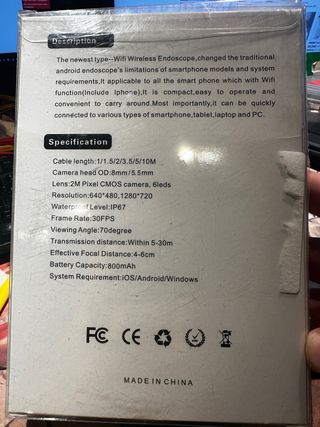 Description
The newest type--Wifi Wireless Endoscope,changed the traditional
android endoscope's limitations of smartphone models and system
requirements,It applicable to all the smart phone which with Wifi
function(Include Iphone),It is compact,easy to operate and
convenient to carry around.Most importantly,it can be quickly
connected to various types of smartphone,tablet,laptop and PC.
Specification
Cable length:1/1.5/2/3.5/5/10M
Camera head OD:8mm/5.5mm
Lens:2M Pixel CMOS camera, 6leds
Resolution:640*480,1280*720
Waterproof Level:IP67
Frame Rate:30FPS
Viewing Angle:70degree
Transmission distance:Within 5-30m
Effective Focal Distance:4-6cm
Battery Capacity:800mAh
System Requirement:iOS/Android/Windows
FC CE
MADE IN CHINA